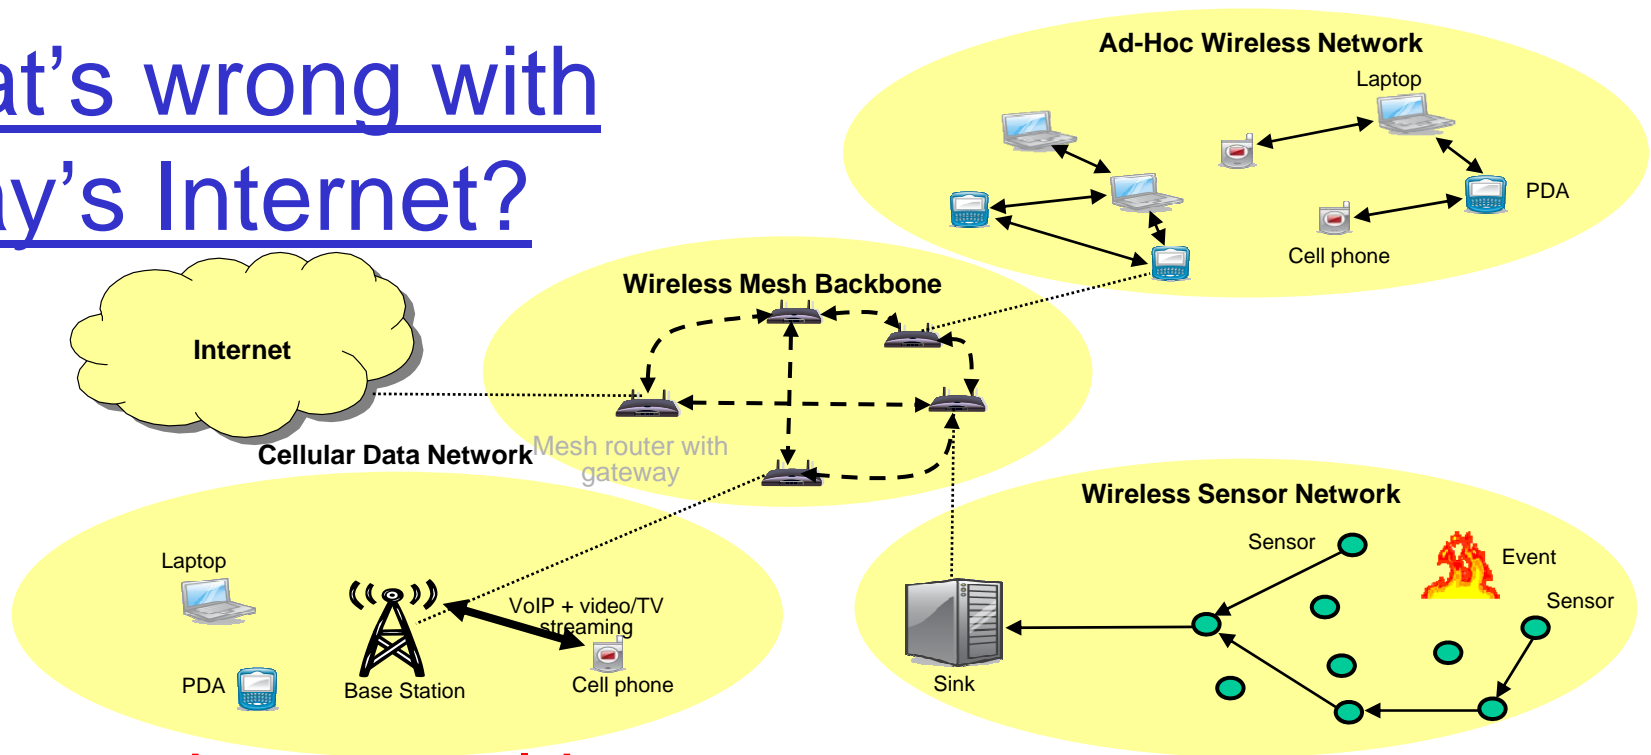 at's wrong with
ay's Internet?
Ad-Hoc Wireless Network
Laptop
PDA
Cell phone
Wireless Mesh Backbone
Internet
Mesh router with
gateway
Cellular Data Network
Laptop
VoIP + video/TV
streaming
PDA
Base Station
Cell phone
Wireless Sensor Network
Sensor
Event
Sensor
Sink